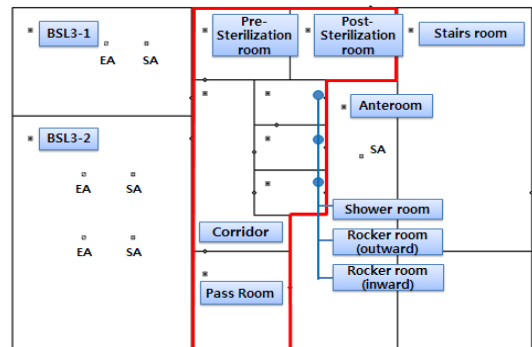 BSL3-1
Pre-
Sterilization
room
Post-
Sterilization
room
Stairs room
EA
SA
Anteroom
BSL3-2
SA
EA
SA
Shower room
Corridor
Rocker room
(outward)
EA
SA
Rocker room
(inward)
Pass Room